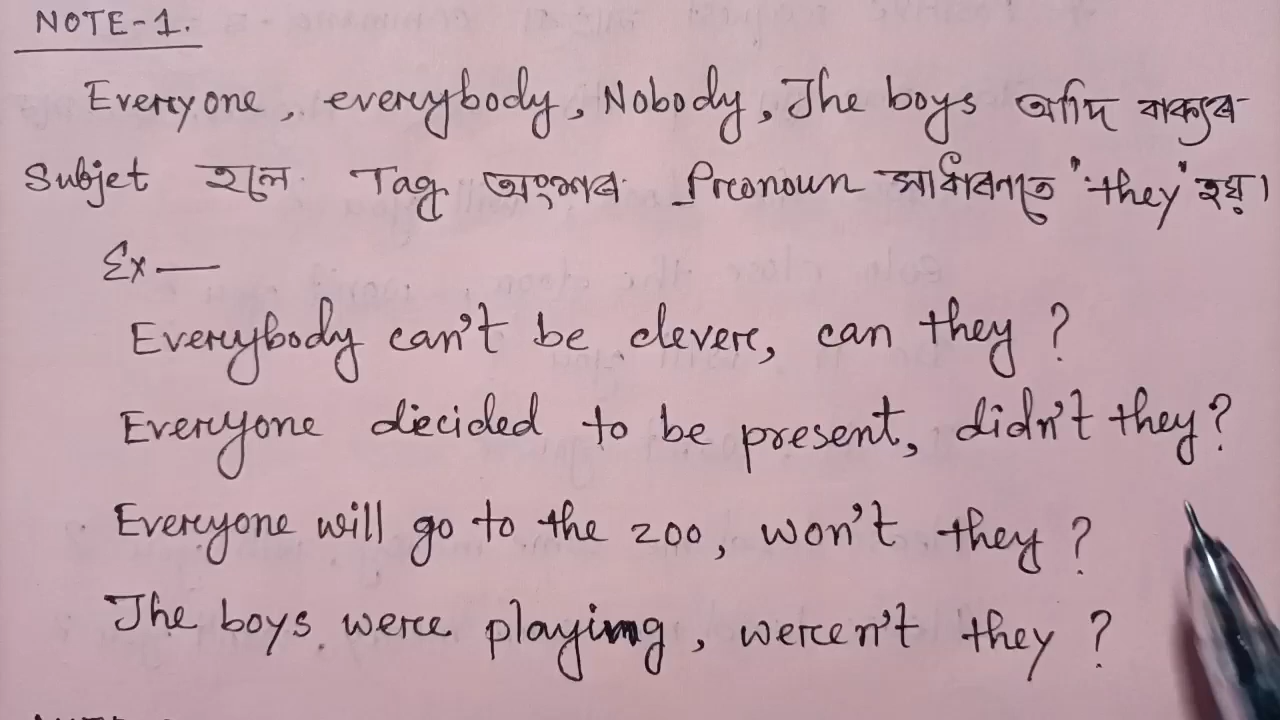 NOTE-1.
Everyone, everybody, Nobody, The boys আদি বাক্যৰ
Subjet হলে Tag অংশৰ Pronoun সাধাৰনতে "they" হয়।
Ex —
Everybody can't be clever, can they ?
Everyone decided to be present, didn't they?
Everyone will go to the zoo, won't they ?
The boys were playing, weren't they ?